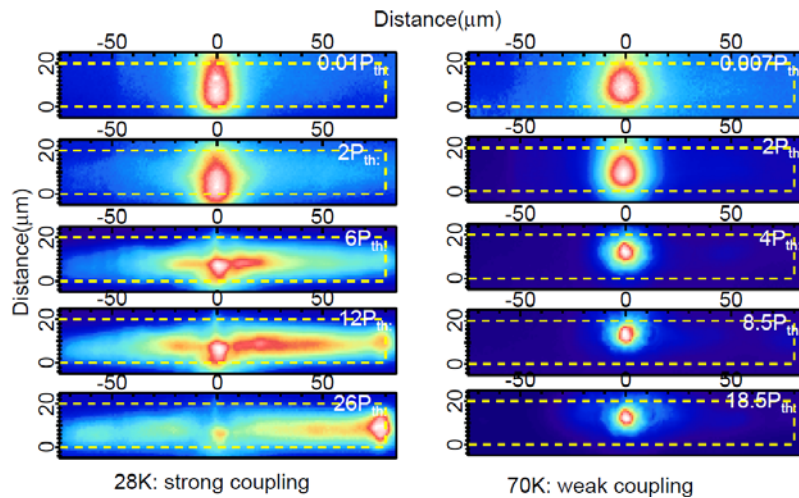 Distance(µm)
-50 0 50
-50 0 50
20
0
0.01Pth:
20
0
0.007Pth
-50 0 50
-50 0 50
20
0
2Pth:
20
0
2Pth
Distance(µm)
-50 0 50
-50 0 50
20
0
6Pth:
20
0
4Pth
-50 0 50
-50 0 50
20
0
12Pth:
20
0
8.5Pth
-50 0 50
-50 0 50
20
0
26Pth:
20
0
18.5Pth:
28K: strong coupling
70K: weak coupling